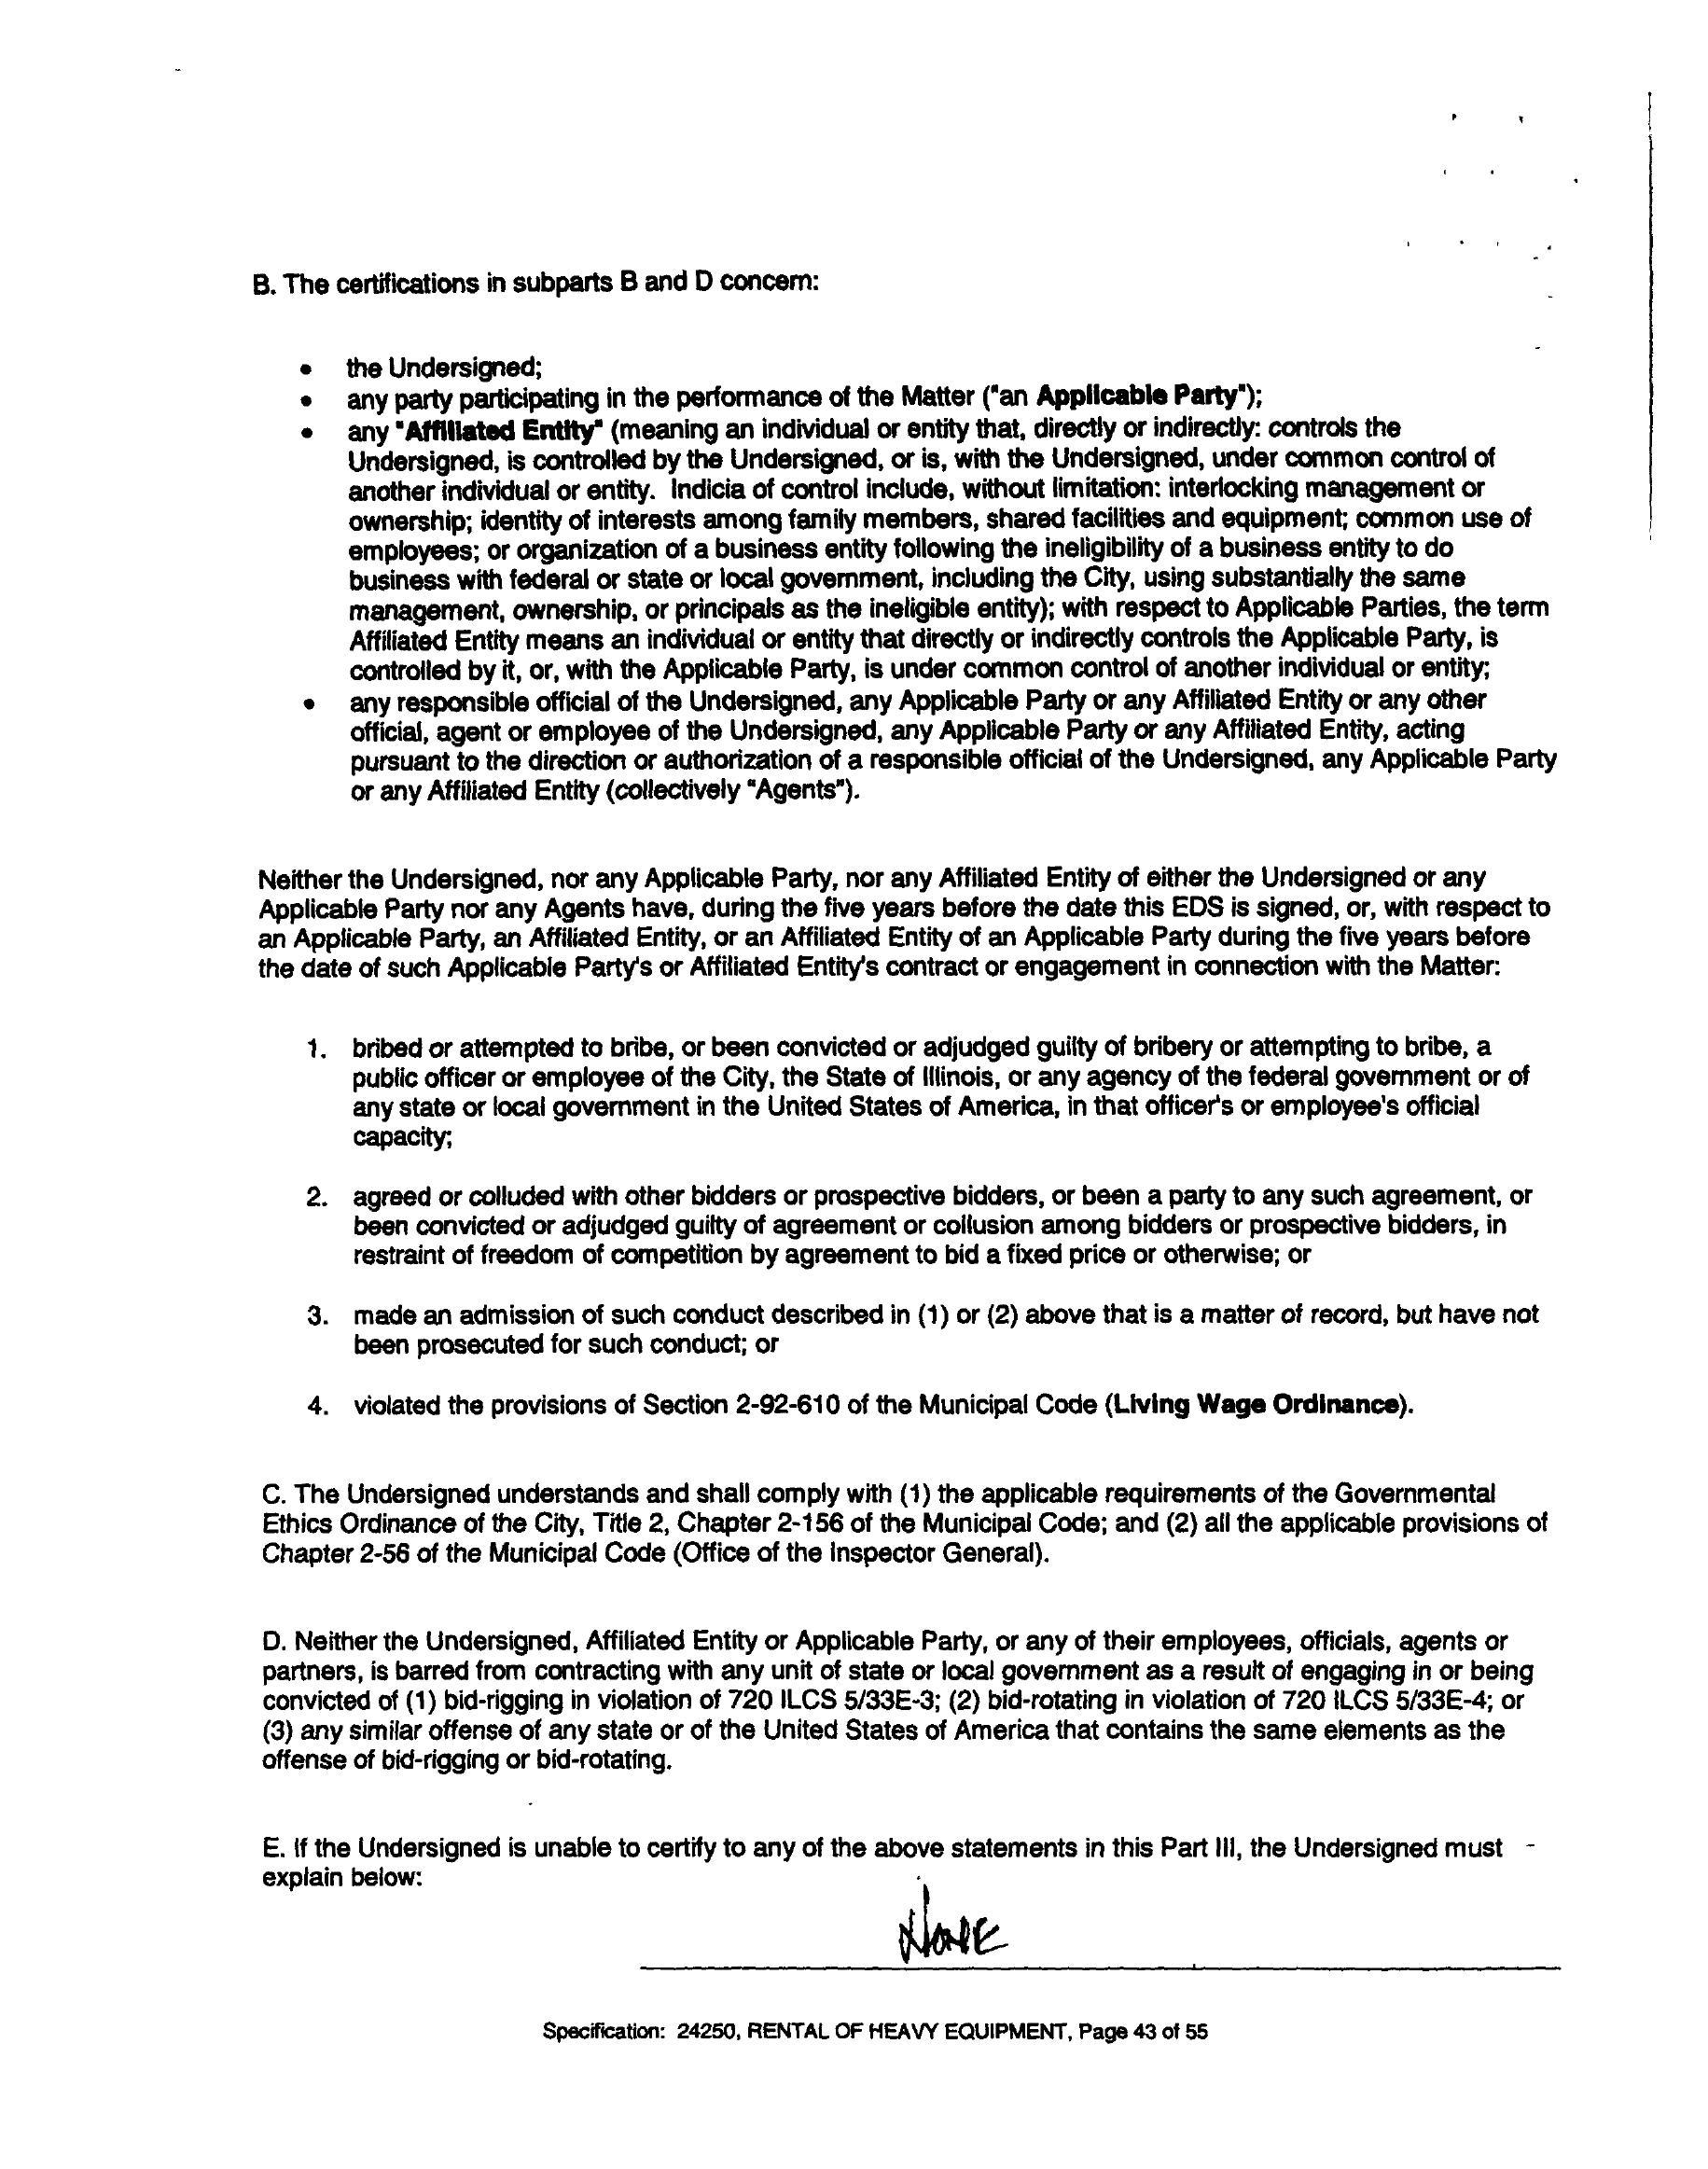 B. The certifications in subparts B and D concern:
• the Undersigned;
• any party participating in the performance of the Matter ("an Applicable Party");
• any "Affiliated Entity" (meaning an individual or entity that, directly or indirectly: controls the
Undersigned, is controlled by the Undersigned, or is, with the Undersigned, under common control of
another individual or entity. Indicia of control include, without limitation: interlocking management or
ownership; identity of interests among family members, shared facilities and equipment; common use of
employees; or organization of a business entity following the ineligibility of a business entity to do
business with federal or state or local government, including the City, using substantially the same
management, ownership, or principals as the ineligible entity); with respect to Applicable Parties, the term
Affiliated Entity means an individual or entity that directly or indirectly controls the Applicable Party, is
controlled by it, or, with the Applicable Party, is under common control of another individual or entity;
• any responsible official of the Undersigned, any Applicable Party or any Affiliated Entity or any other
official, agent or employee of the Undersigned, any Applicable Party or any Affiliated Entity, acting
pursuant to the direction or authorization of a responsible official of the Undersigned, any Applicable Party
or any Affiliated Entity (collectively "Agents").
Neither the Undersigned, nor any Applicable Party, nor any Affiliated Entity of either the Undersigned or any
Applicable Party nor any Agents have, during the five years before the date this EDS is signed, or, with respect to
an Applicable Party, an Affiliated Entity, or an Affiliated Entity of an Applicable Party during the five years before
the date of such Applicable Party's or Affiliated Entity's contract or engagement in connection with the Matter:
1. bribed or attempted to bribe, or been convicted or adjudged guilty of bribery or attempting to bribe, a
public officer or employee of the City, the State of Illinois, or any agency of the federal government or of
any state or local government in the United States of America, in that officer's or employee's official
capacity;
2. agreed or colluded with other bidders or prospective bidders, or been a party to any such agreement, or
been convicted or adjudged guilty of agreement or collusion among bidders or prospective bidders, in
restraint of freedom of competition by agreement to bid a fixed price or otherwise; or
3. made an admission of such conduct described in (1) or (2) above that is a matter of record, but have not
been prosecuted for such conduct; or
4. violated the provisions of Section 2-92-610 of the Municipal Code (Living Wage Ordinance).
C. The Undersigned understands and shall comply with (1) the applicable requirements of the Governmental
Ethics Ordinance of the City, Title 2, Chapter 2-156 of the Municipal Code; and (2) all the applicable provisions of
Chapter 2-56 of the Municipal Code (Office of the Inspector General).
D. Neither the Undersigned, Affiliated Entity or Applicable Party, or any of their employees, officials, agents or
partners, is barred from contracting with any unit of state or local government as a result of engaging in or being
convicted of (1) bid-rigging in violation of 720 ILCS 5/33E-3; (2) bid-rotating in violation of 720 ILCS 5/33E-4; or
(3) any similar offense of any state or of the United States of America that contains the same elements as the
offense of bid-rigging or bid-rotating.
E. If the Undersigned is unable to certify to any of the above statements in this Part III, the Undersigned must
explain below:
NONE
Specification: 24250, RENTAL OF HEAVY EQUIPMENT, Page 43 of 55